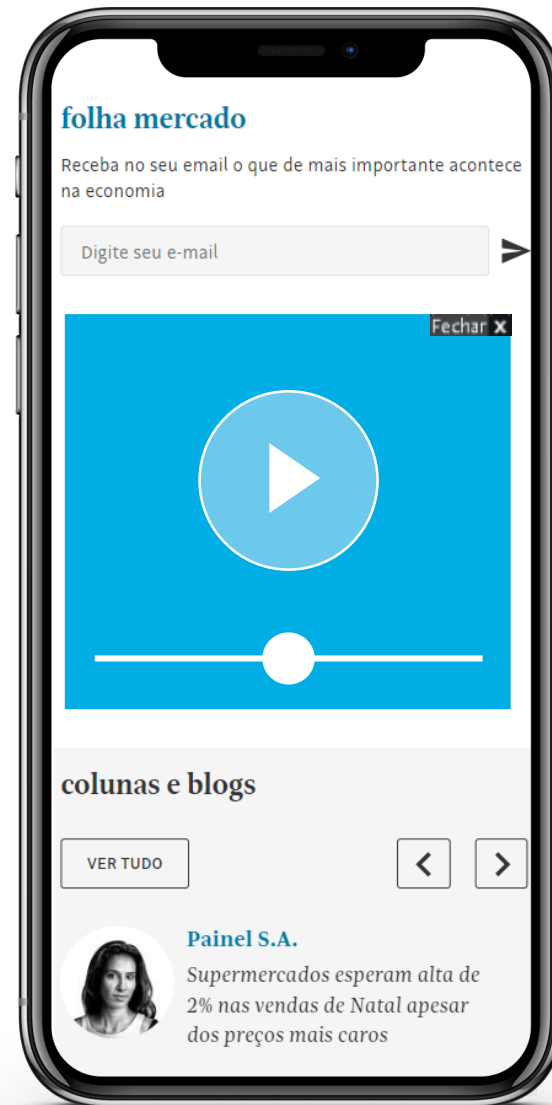 folha mercado
Receba no seu email o que de mais importante acontece
na economia
Digite seu e-mail
Fechar x
colunas e blogs
VER TUDO
Painel S.A.
Supermercados esperam alta de
2% nas vendas de Natal apesar
dos preços mais caros